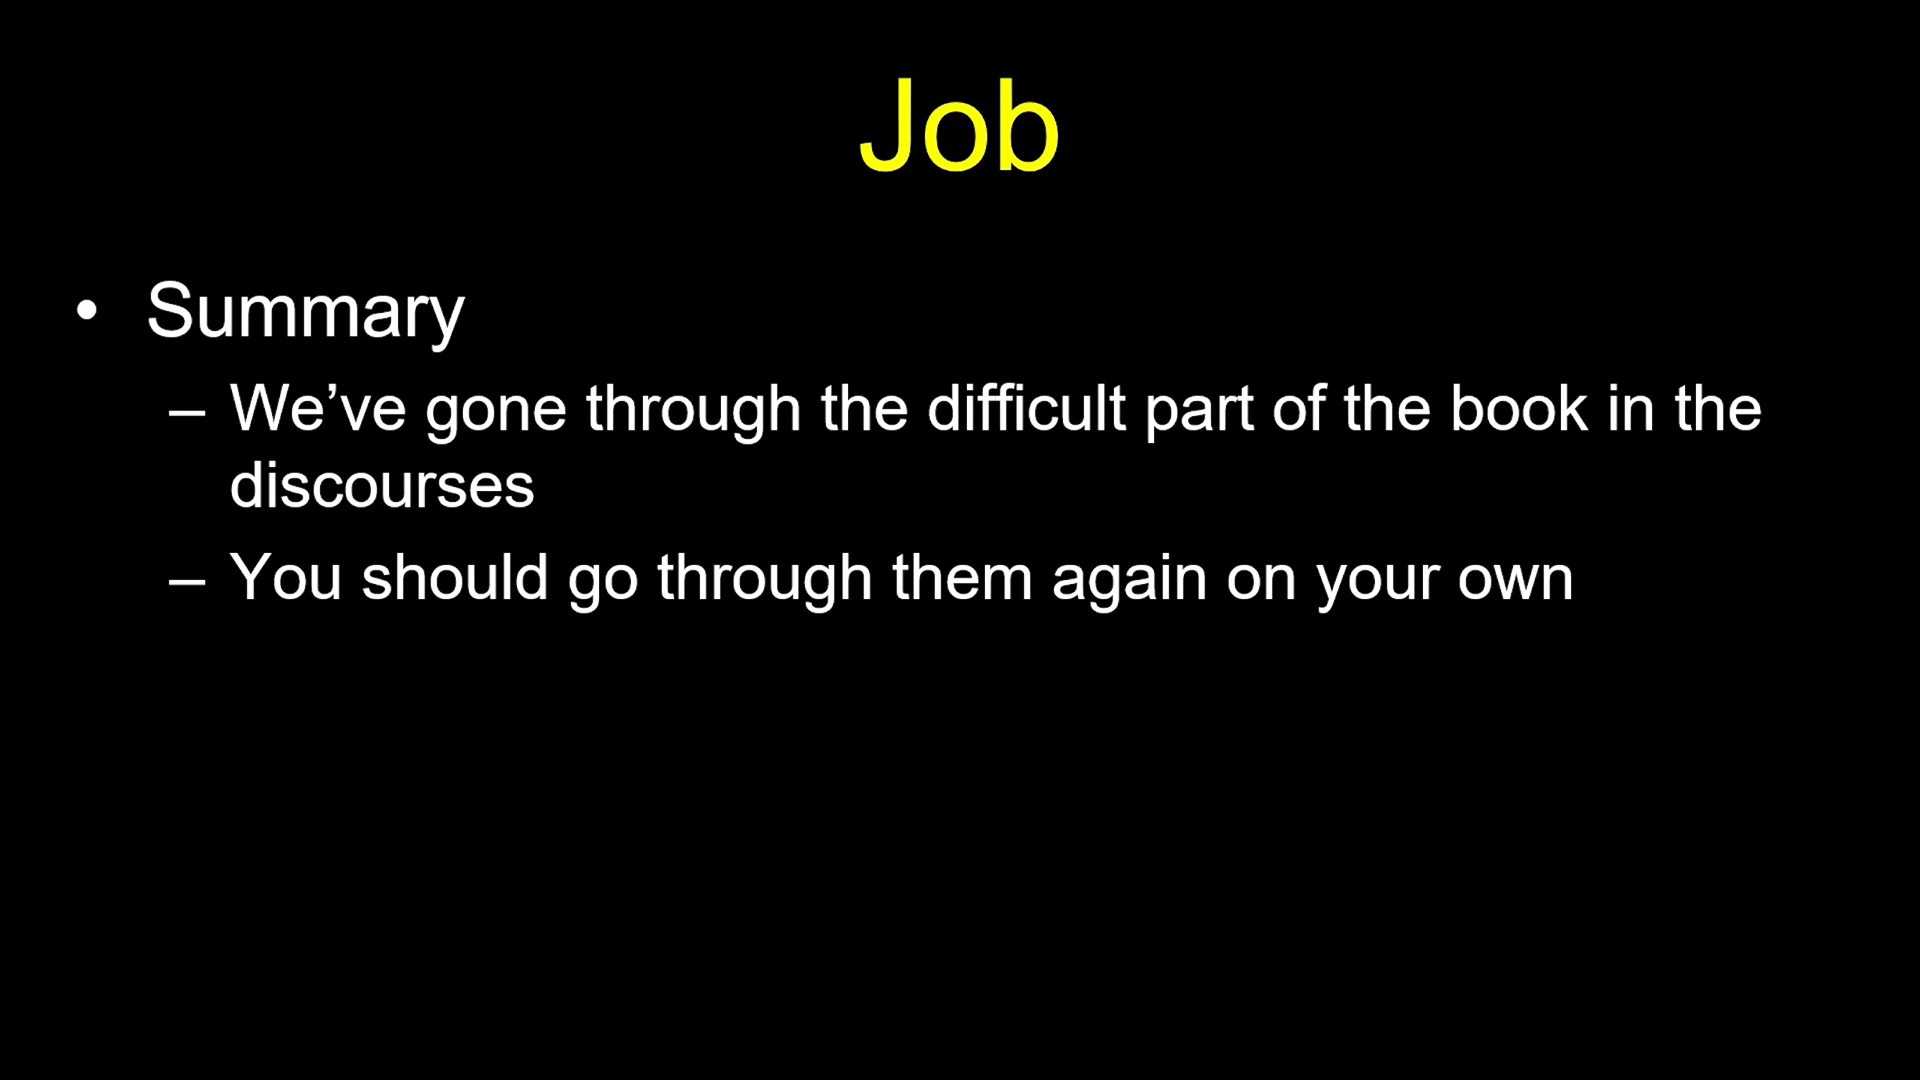 Job
• Summary
– We’ve gone through the difficult part of the book in the
discourses
– You should go through them again on your own